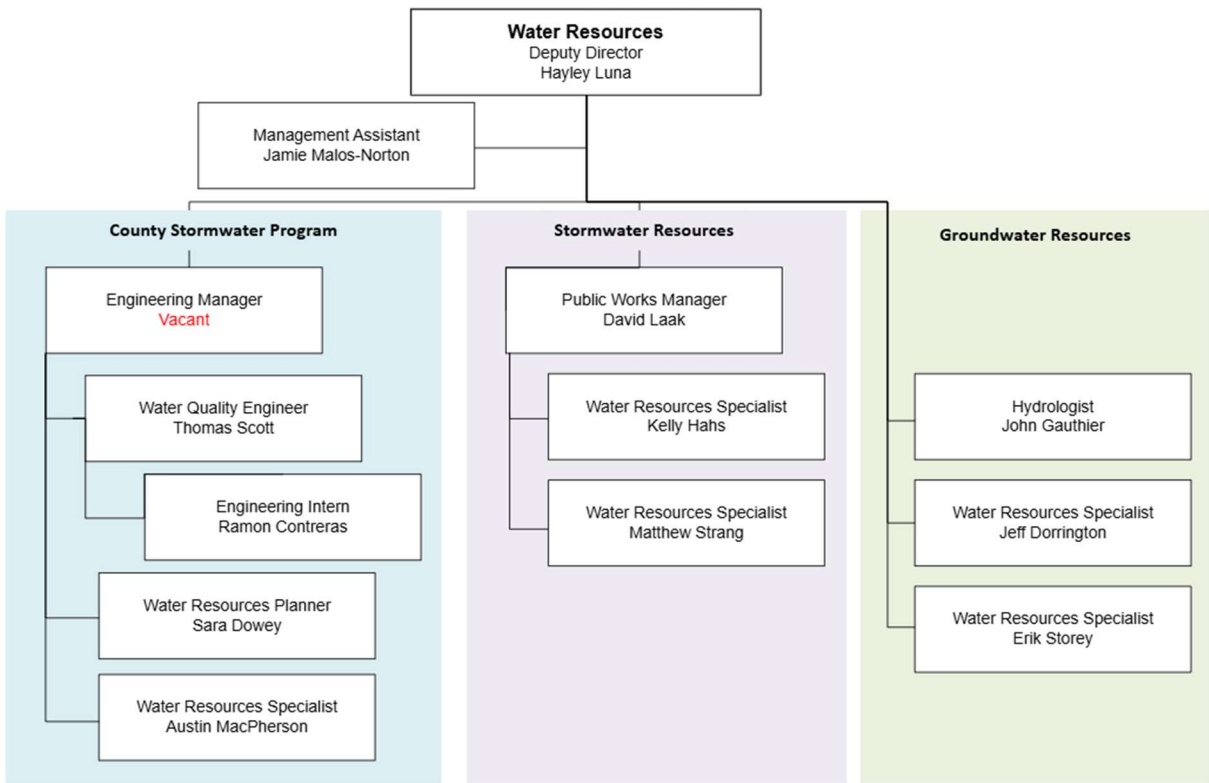 Water Resources
Deputy Director
Hayley Luna
Management Assistant
Jamie Malos-Norton
County Stormwater Program
Engineering Manager
Vacant
Water Quality Engineer
Thomas Scott
Engineering Intern
Ramon Contreras
Water Resources Planner
Sara Dowey
Water Resources Specialist
Austin MacPherson
Stormwater Resources
Public Works Manager
David Laak
Water Resources Specialist
Kelly Hahs
Water Resources Specialist
Matthew Strang
Groundwater Resources
Hydrologist
John Gauthier
Water Resources Specialist
Jeff Dorrington
Water Resources Specialist
Erik Storey